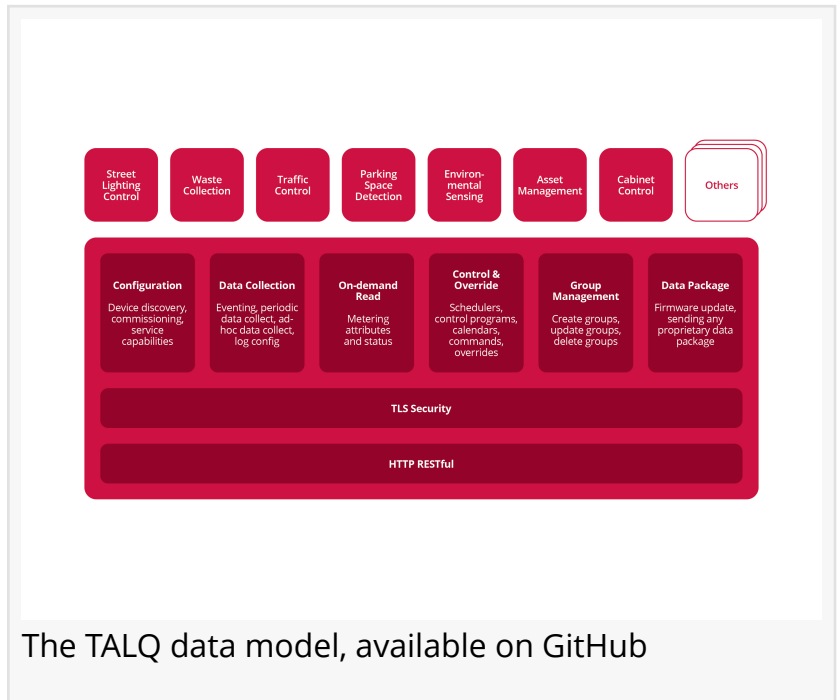 Street
Lighting
Control
Waste
Collection
Traffic
Control
Parking
Space
Detection
Environ-
mental
Sensing
Asset
Management
Cabinet
Control
Others
Configuration
Device discovery,
commissioning,
service
capabilities
Data Collection
Eventing, periodic
data collect, ad-
hoc data collect,
log config
On-demand
Read
Metering
attributes
and status
Control &
Override
Schedulers,
control programs,
calendars,
commands,
overrides
Group
Management
Create groups,
update groups,
delete groups
Data Package
Firmware update,
sending any
proprietary data
package
TLS Security
HTTP RESTful
The TALQ data model, available on GitHub